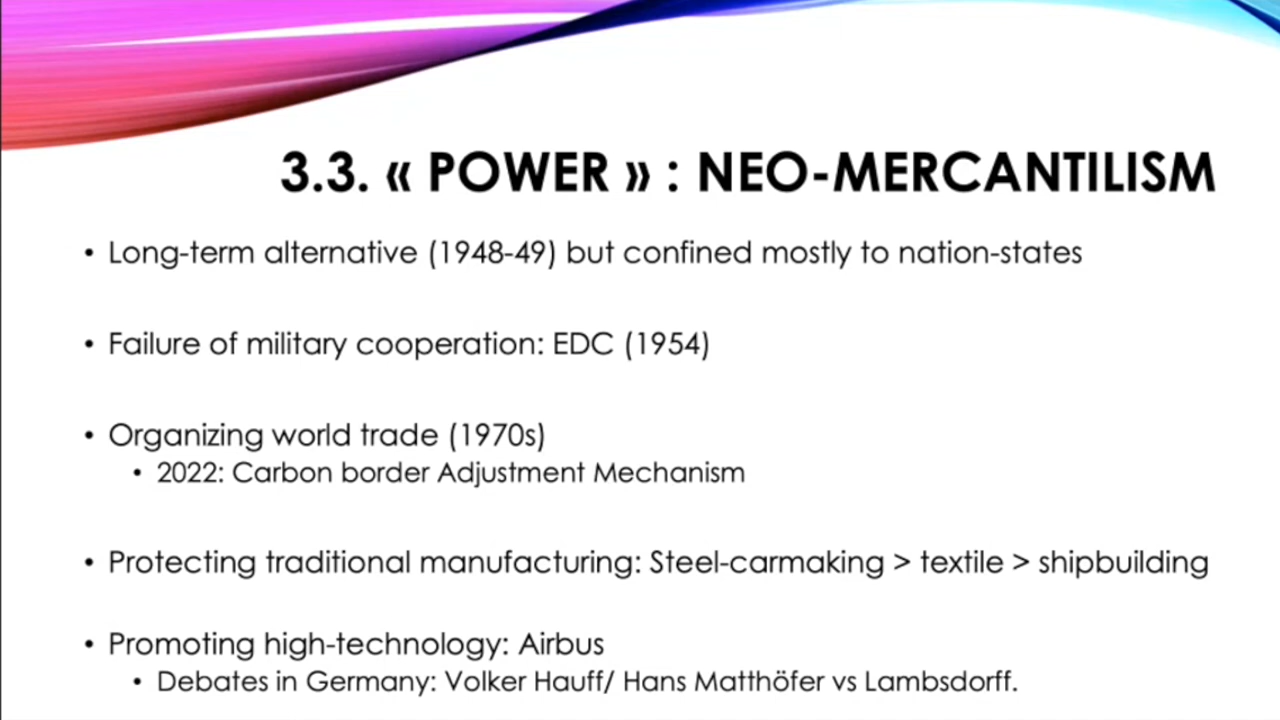 3.3. « POWER » : NEO-MERCANTILISM
• Long-term alternative (1948-49) but confined mostly to nation-states
• Failure of military cooperation: EDC (1954)
• Organizing world trade (1970s)
• 2022: Carbon border Adjustment Mechanism
• Protecting traditional manufacturing: Steel-carmaking > textile > shipbuilding
• Promoting high-technology: Airbus
• Debates in Germany: Volker Hauff/ Hans Matthöfer vs Lambsdorff.